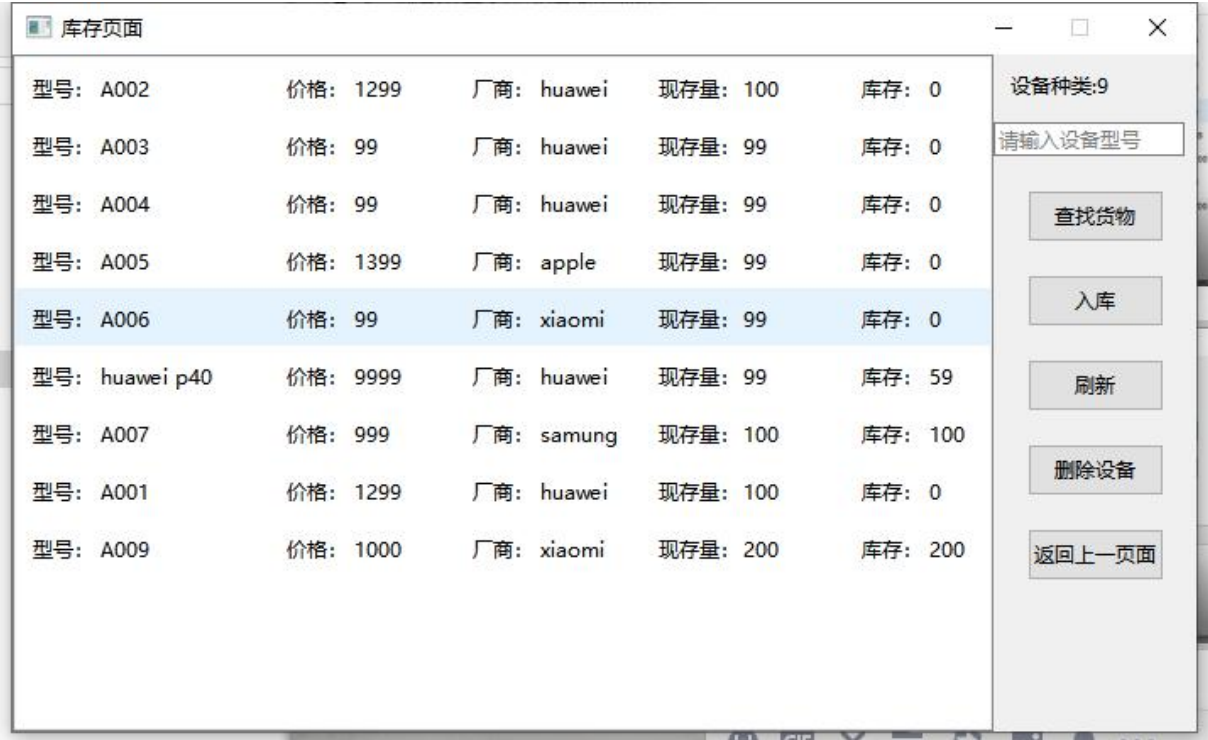 库存页面
型号： A002 价格： 1299 厂商： huawei 现存量： 100 库存： 0
型号： A003 价格： 99 厂商： huawei 现存量： 99 库存： 0
型号： A004 价格： 99 厂商： huawei 现存量： 99 库存： 0
型号： A005 价格： 1399 厂商： apple 现存量： 99 库存： 0
型号： A006 价格： 99 厂商： xiaomi 现存量： 99 库存： 0
型号： huawei p40 价格： 9999 厂商： huawei 现存量： 99 库存： 59
型号： A007 价格： 999 厂商： samung 现存量： 100 库存： 100
型号： A001 价格： 1299 厂商： huawei 现存量： 100 库存： 0
型号： A009 价格： 1000 厂商： xiaomi 现存量： 200 库存： 200
设备种类:9
请输入设备型号
查找货物
入库
刷新
删除设备
返回上一页面